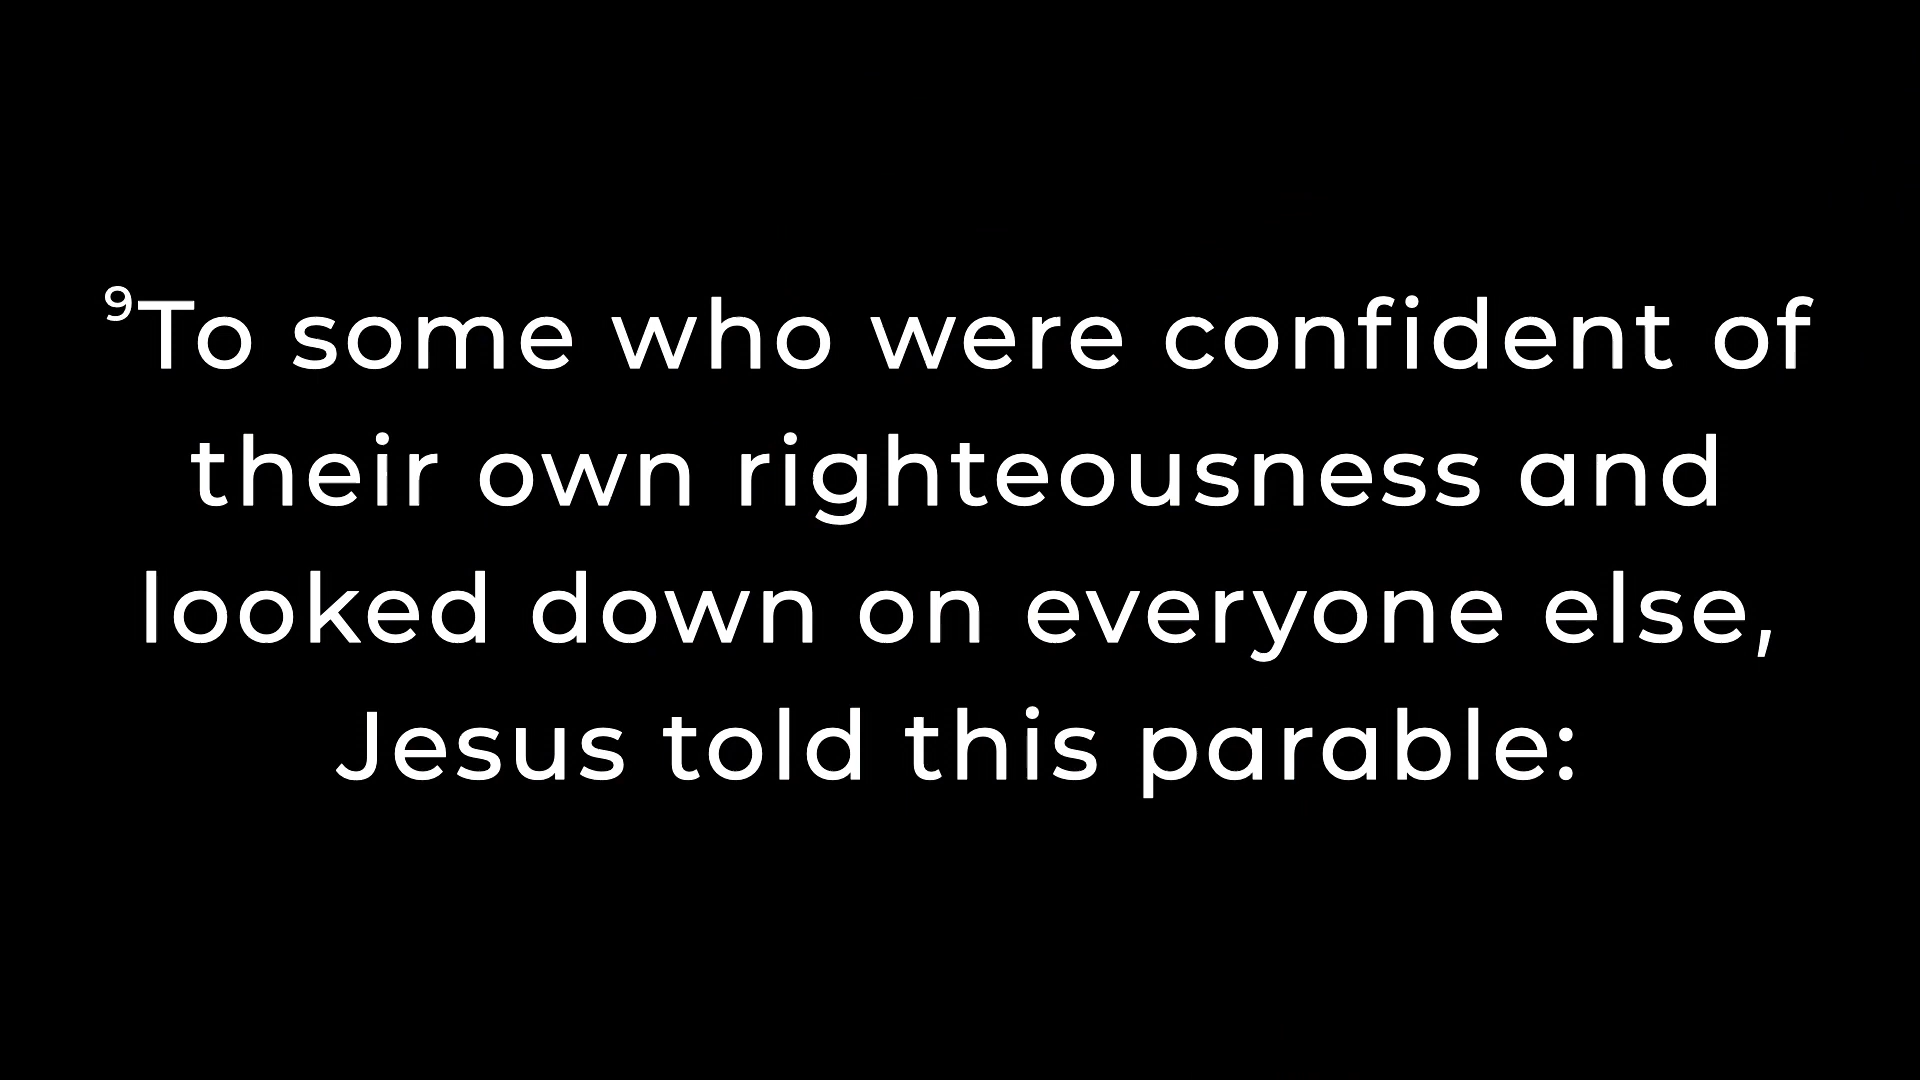 ⁹To some who were confident of
their own righteousness and
looked down on everyone else,
Jesus told this parable: